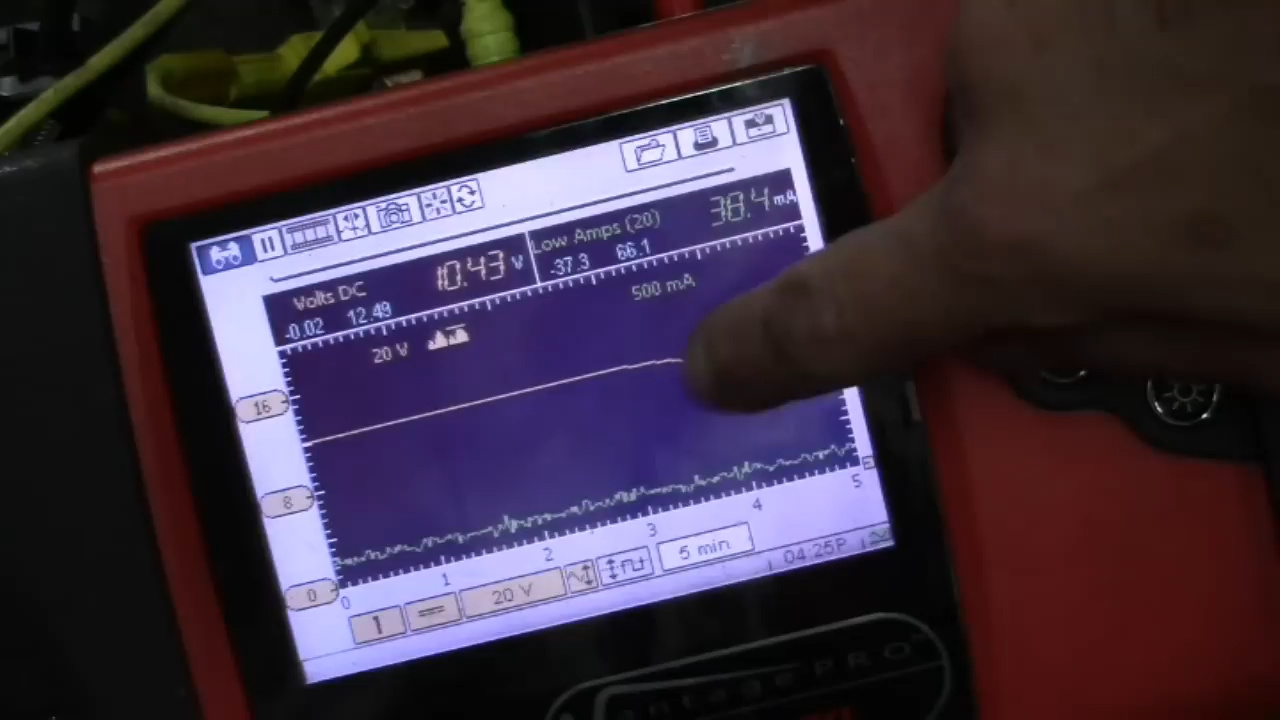 Volts DC 10.43 V
-0.02 12.49
Low Amps (20) 38.4 mA
-37.3 66.1
20 V
500 mA
16
8
0
0 1 2 3 4 5
1 20 V 5 min
04:25P
PRO